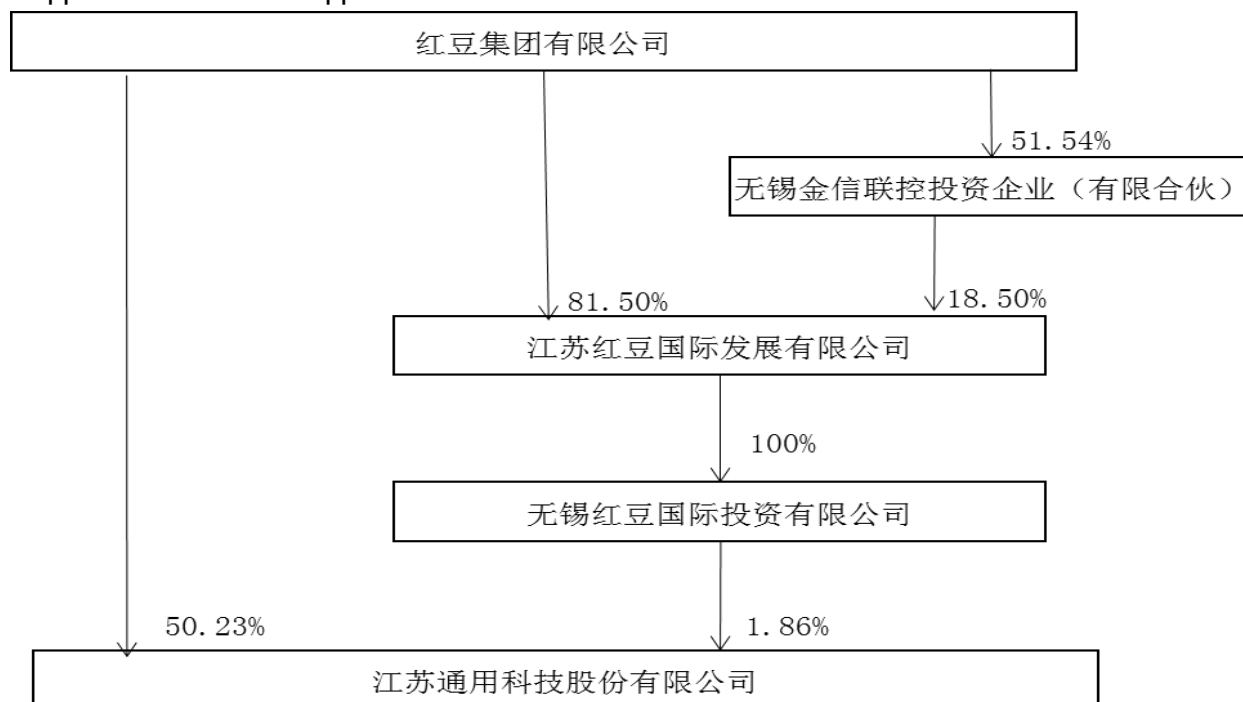 红豆集团有限公司
51.54%
无锡金信联控投资企业（有限合伙）
81.50%
18.50%
江苏红豆国际发展有限公司
100%
无锡红豆国际投资有限公司
50.23%
1.86%
江苏通用科技股份有限公司